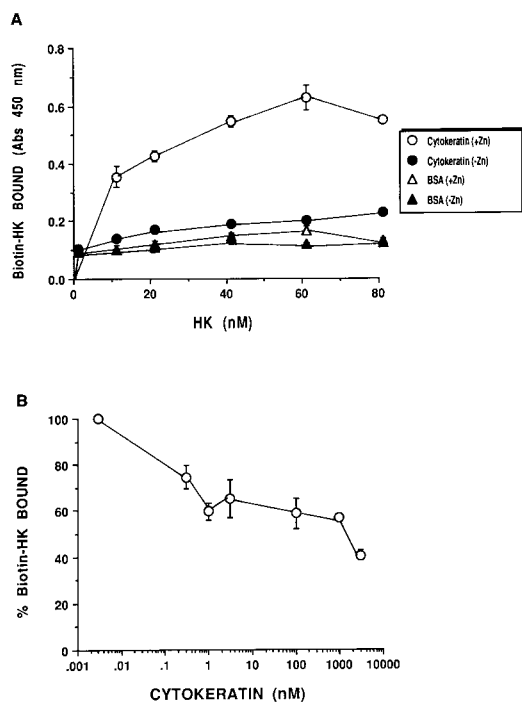 A
Biotin-HK BOUND (Abs 450 nm)
0.8
0.6
0.4
0.2
0.0
0
20
40
60
80
HK (nM)
Cytokeratin (+Zn)
Cytokeratin (-Zn)
BSA (+Zn)
BSA (-Zn)
B
% Biotin-HK BOUND
100
80
60
40
20
0
.001
.01
.1
1
10
100
1000
10000
CYTOKERATIN (nM)